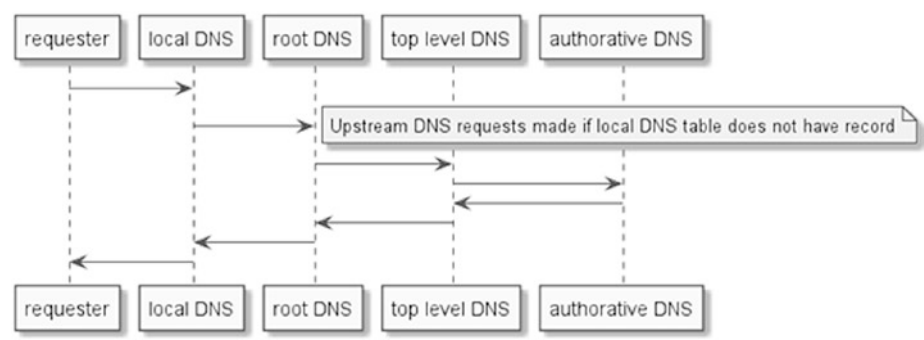 requester
local DNS
root DNS
top level DNS
authorative DNS
Upstream DNS requests made if local DNS table does not have record
requester
local DNS
root DNS
top level DNS
authorative DNS